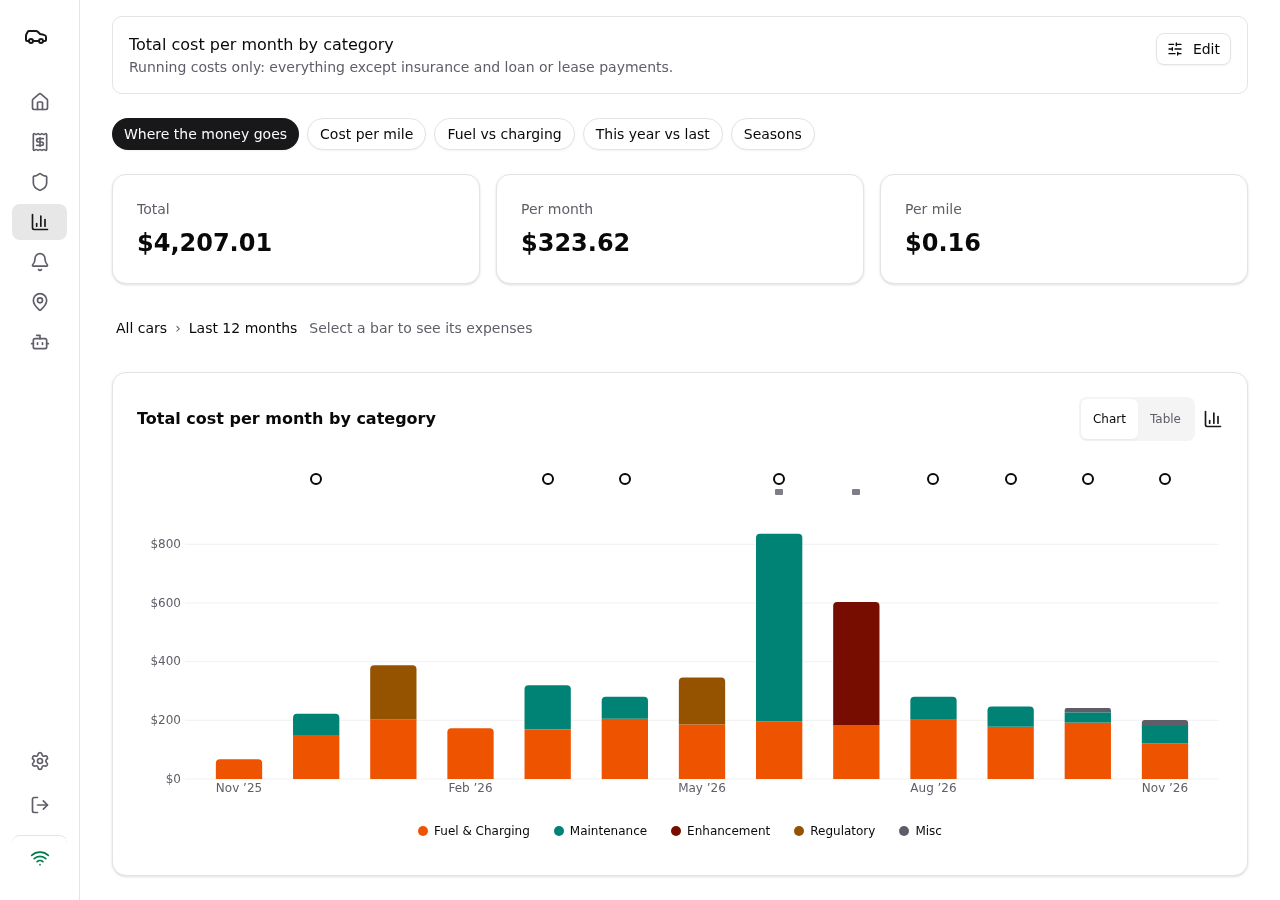 Total cost per month by category
Running costs only: everything except insurance and loan or lease payments.
Edit
Where the money goes
Cost per mile
Fuel vs charging
This year vs last
Seasons
Total
$4,207.01
Per month
$323.62
Per mile
$0.16
All cars › Last 12 months Select a bar to see its expenses
Total cost per month by category
Chart
Table
$800
$600
$400
$200
$0
Nov ’25
Feb ’26
May ’26
Aug ’26
Nov ’26
Fuel & Charging
Maintenance
Enhancement
Regulatory
Misc